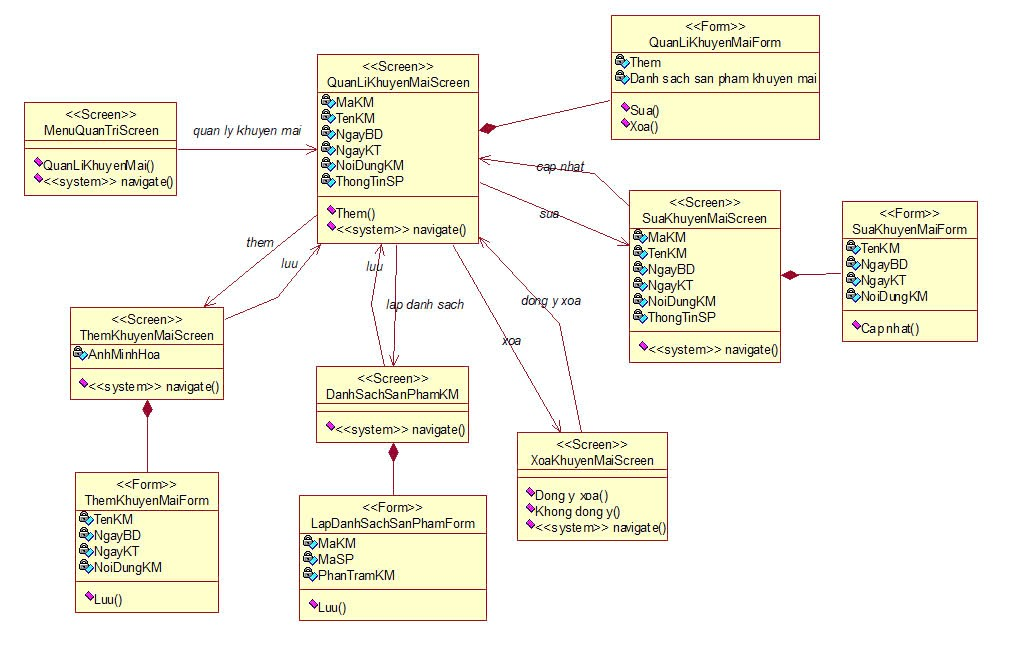 <<Form>>
QuanLiKhuyenMaiForm
Them
Danh sach san pham khuyen mai
Sua()
Xoa()
<<Screen>>
QuanLiKhuyenMaiScreen
MaKM
TenKM
NgayBD
NgayKT
NoiDungKM
ThongTinSP
Them()
<<system>> navigate()
<<Screen>>
MenuQuanTriScreen
QuanLiKhuyenMai()
<<system>> navigate()
quan ly khuyen mai
cap nhat
sua
<<Screen>>
SuaKhuyenMaiScreen
MaKM
TenKM
NgayBD
NgayKT
NoiDungKM
ThongTinSP
<<system>> navigate()
<<Form>>
SuaKhuyenMaiForm
TenKM
NgayBD
NgayKT
NoiDungKM
Cap nhat()
them
luu
luu
lap danh sach
dong y xoa
xoa
<<Screen>>
ThemKhuyenMaiScreen
AnhMinhHoa
<<system>> navigate()
<<Screen>>
DanhSachSanPhamKM
<<system>> navigate()
<<Screen>>
XoaKhuyenMaiScreen
Dong y xoa()
Khong dong y()
<<system>> navigate()
<<Form>>
ThemKhuyenMaiForm
TenKM
NgayBD
NgayKT
NoiDungKM
Luu()
<<Form>>
LapDanhSachSanPhamForm
MaKM
MaSP
PhanTramKM
Luu()